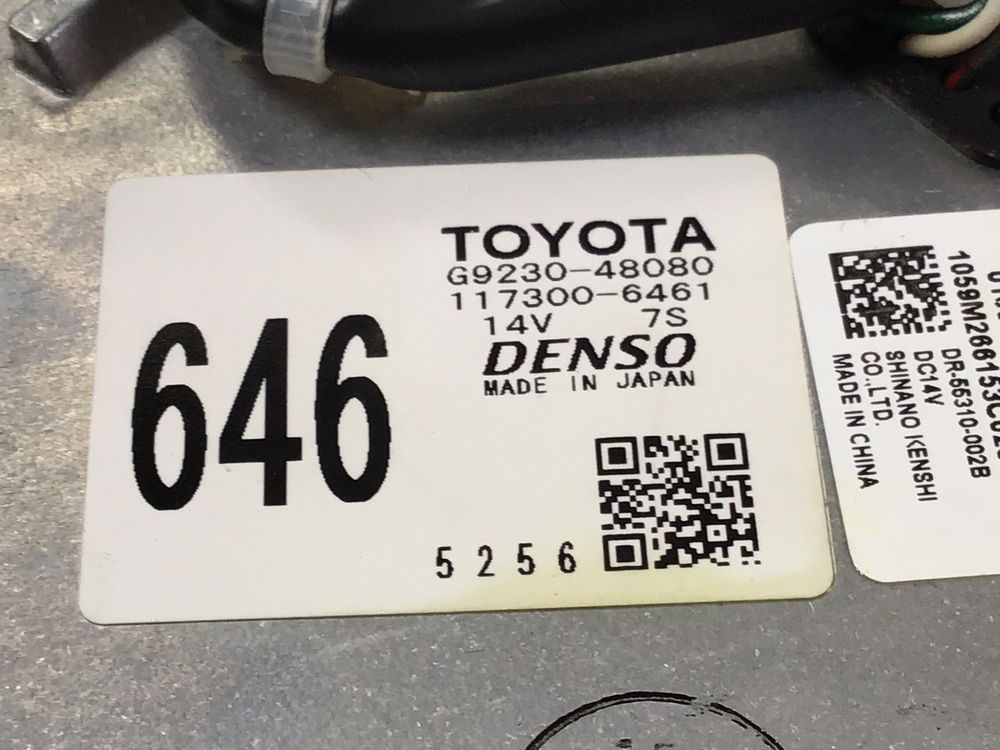 646
TOYOTA
G9230-48080
117300-6461
14V 7S
DENSO
MADE IN JAPAN
5256
DR-55310-002B
DC14V
SHINANO KENSHI
CO.,LTD.
MADE IN CHINA